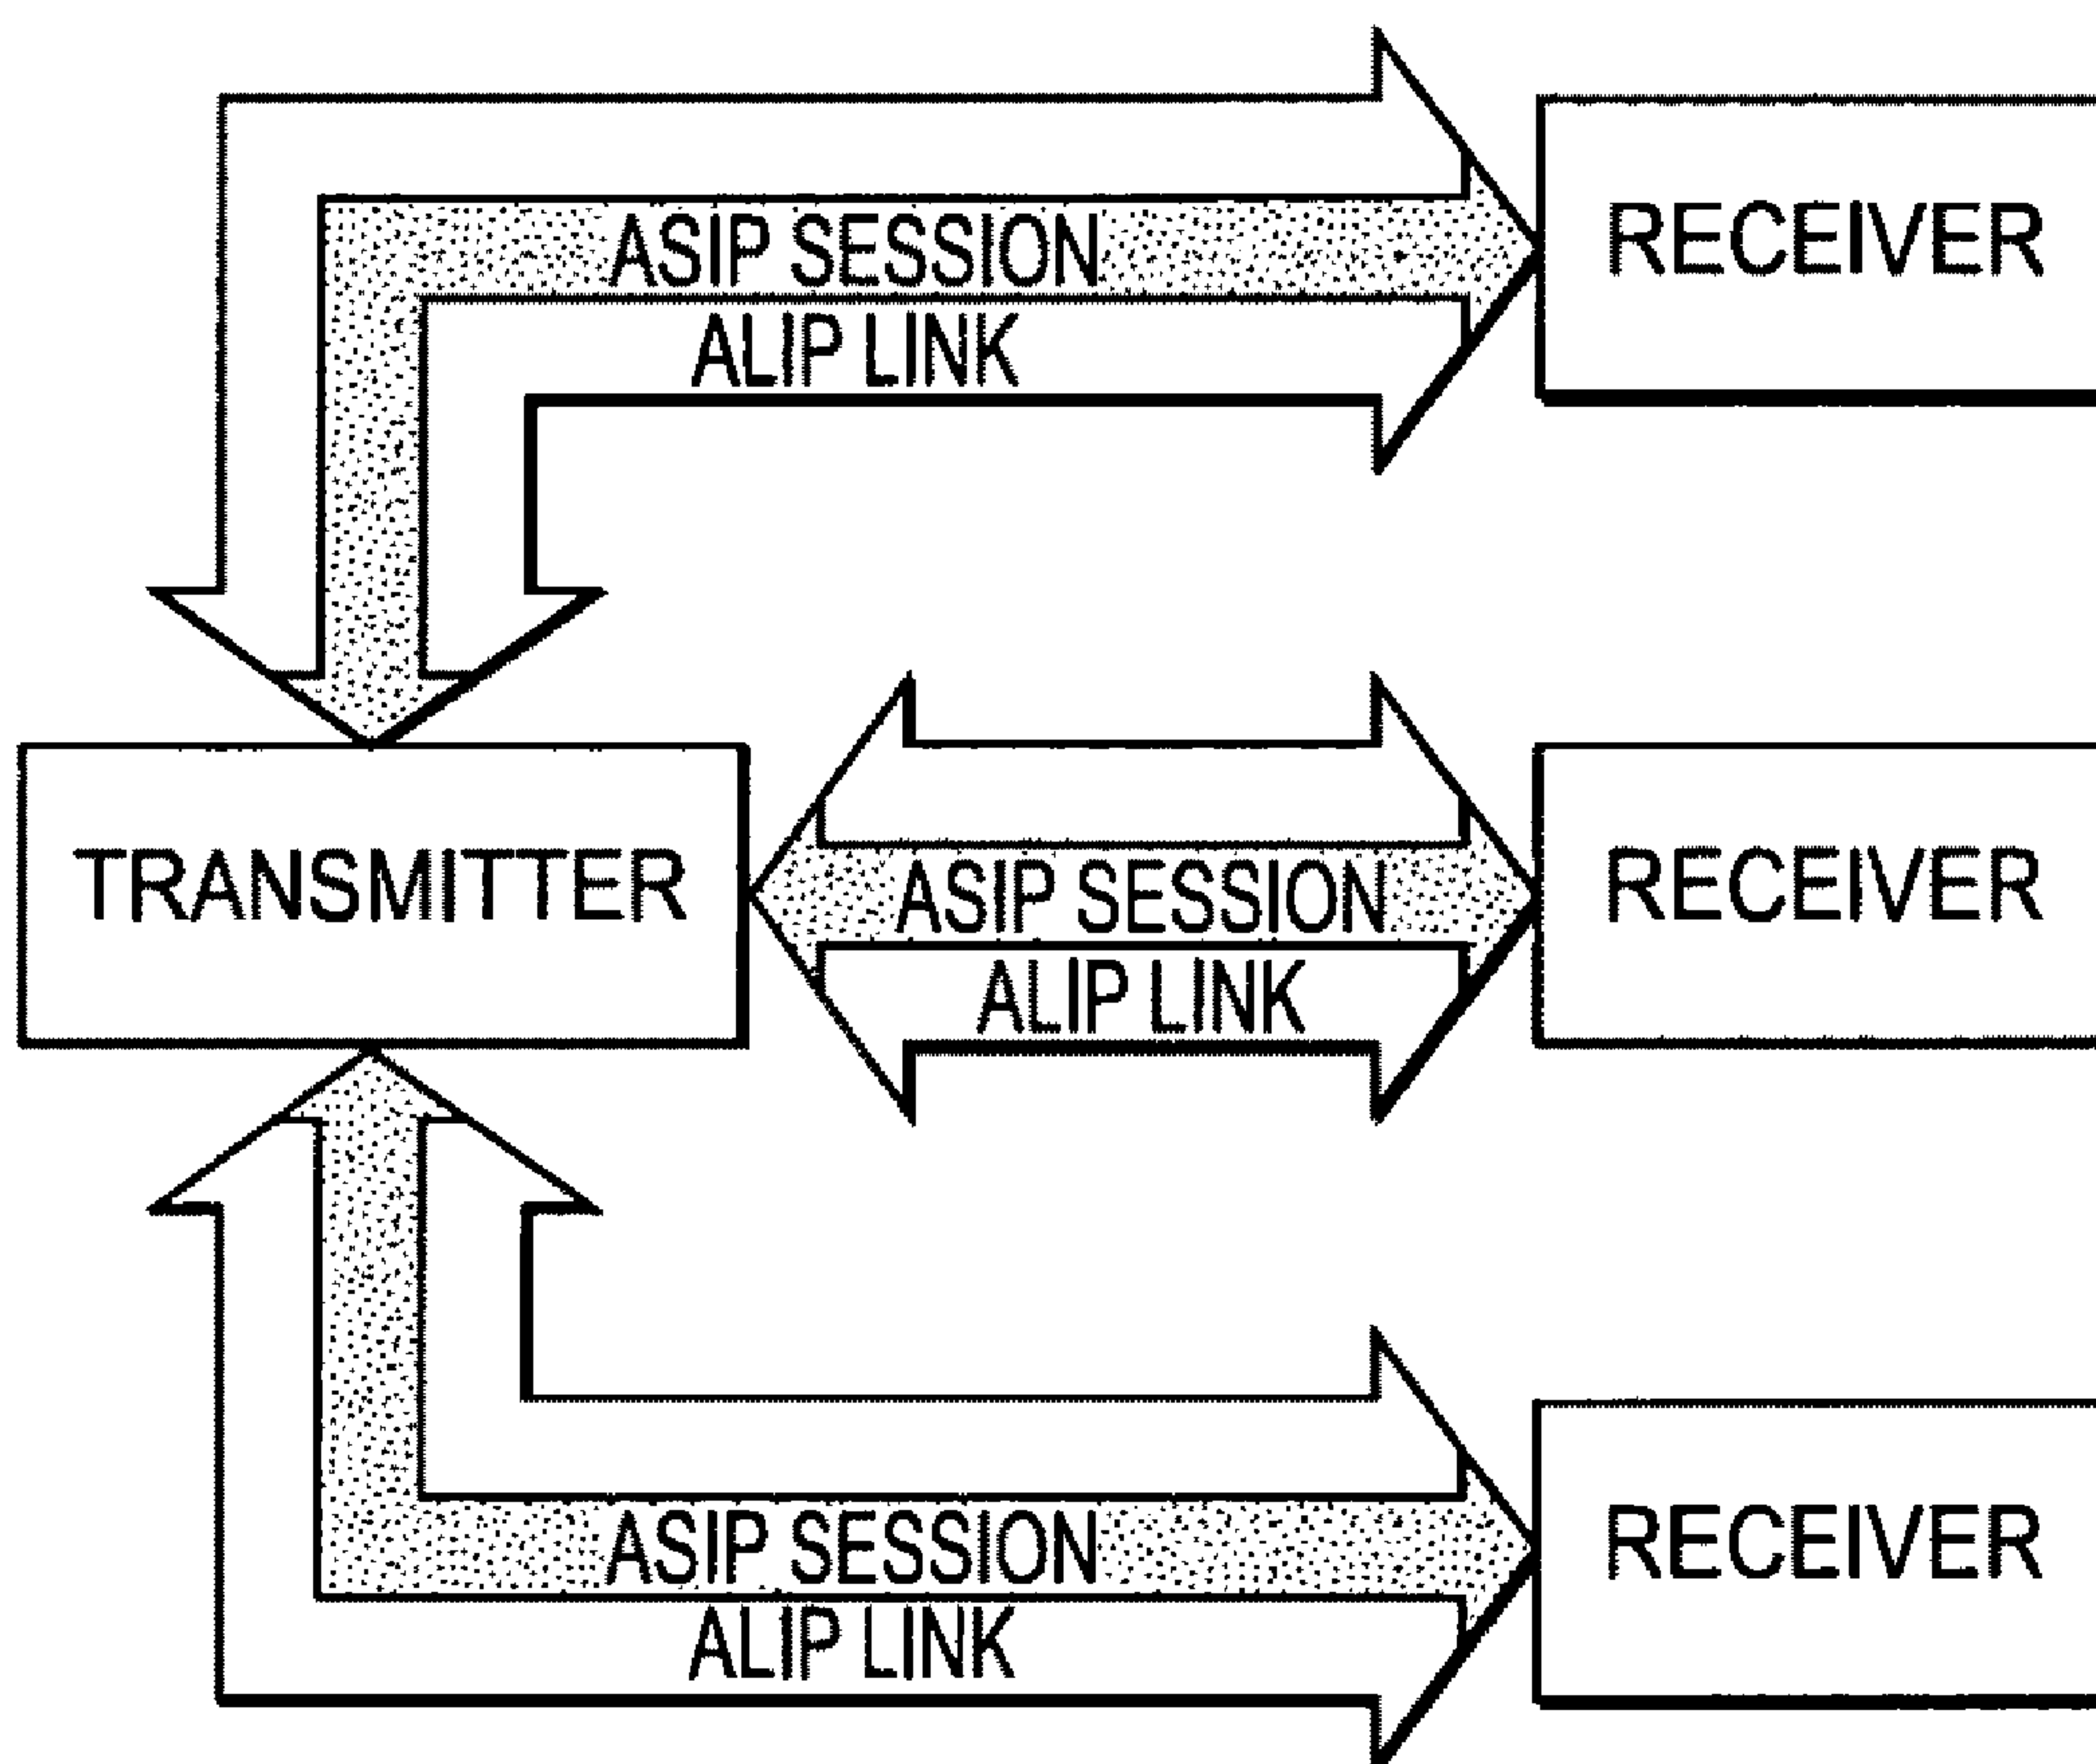 ASIP SESSION
ALIP LINK
RECEIVER
TRANSMITTER
ASIP SESSION
ALIP LINK
RECEIVER
ASIP SESSION
ALIP LINK
RECEIVER